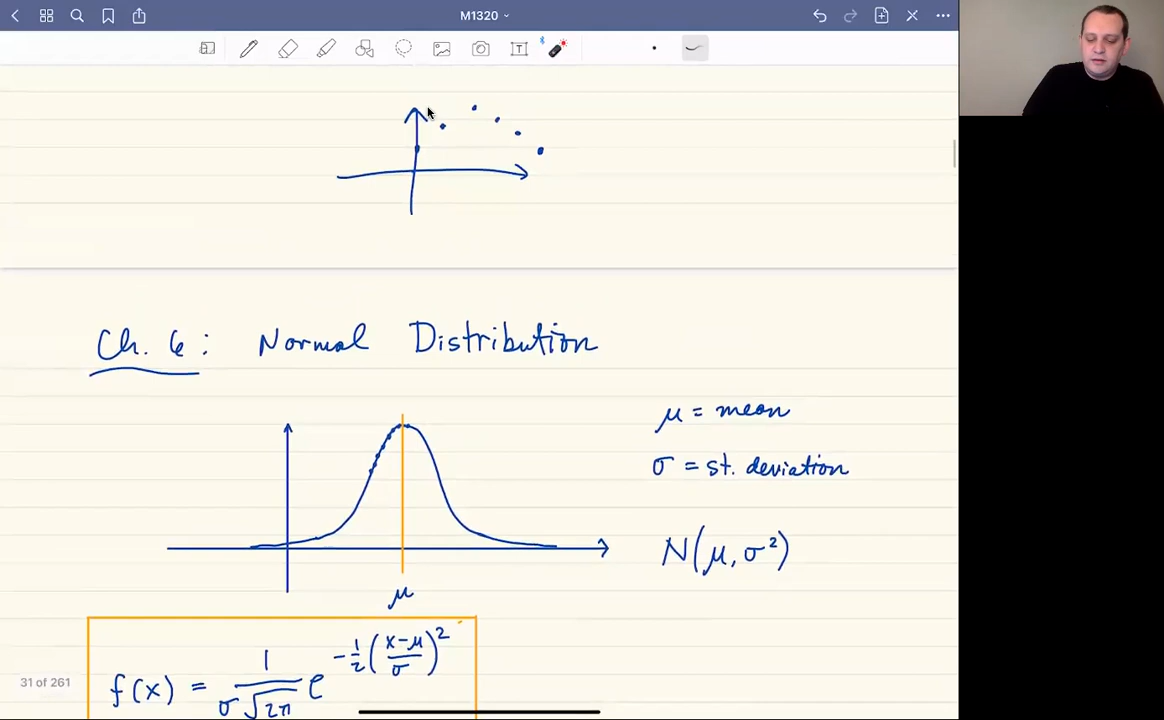 M1320
Ch. 6: Normal Distribution
μ = mean
σ = st. deviation
N(μ, σ²)
μ
f(x) = 1/(σ√2π) e^(-1/2((x-μ)/σ)²)
31 of 261